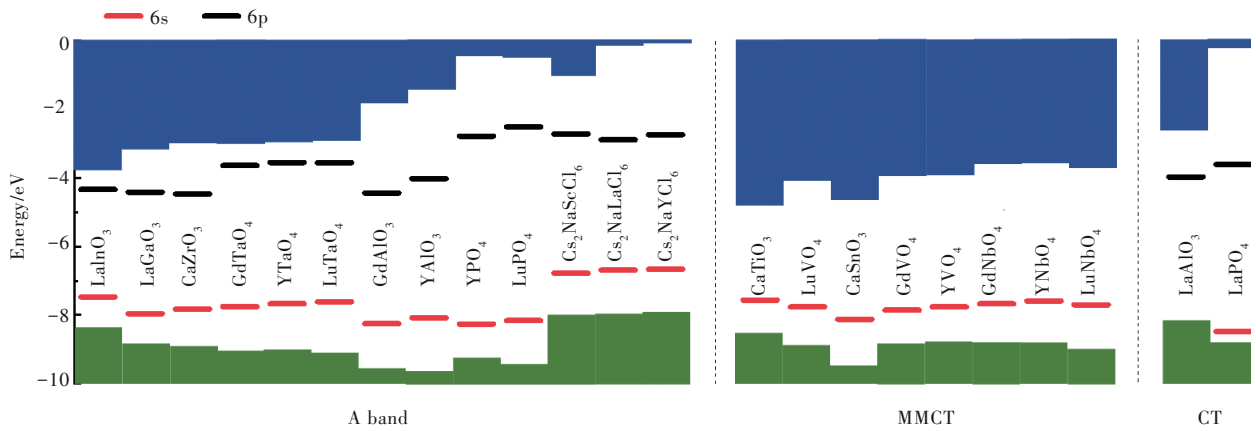 6s 6p
0
−2
−4
−6
−8
−10
Energy/eV
LaInO3
LaGaO3
CaZrO3
GdTaO4
YTaO4
LuTaO4
GdAlO3
YAlO3
YPO4
LuPO4
Cs2NaScCl6
Cs2NaLaCl6
Cs2NaYCl6
CaTiO3
LuVO4
CaSnO3
GdVO4
YVO4
GdNbO4
YNbO4
LuNbO4
LaAlO3
LaPO4
A band MMCT CT